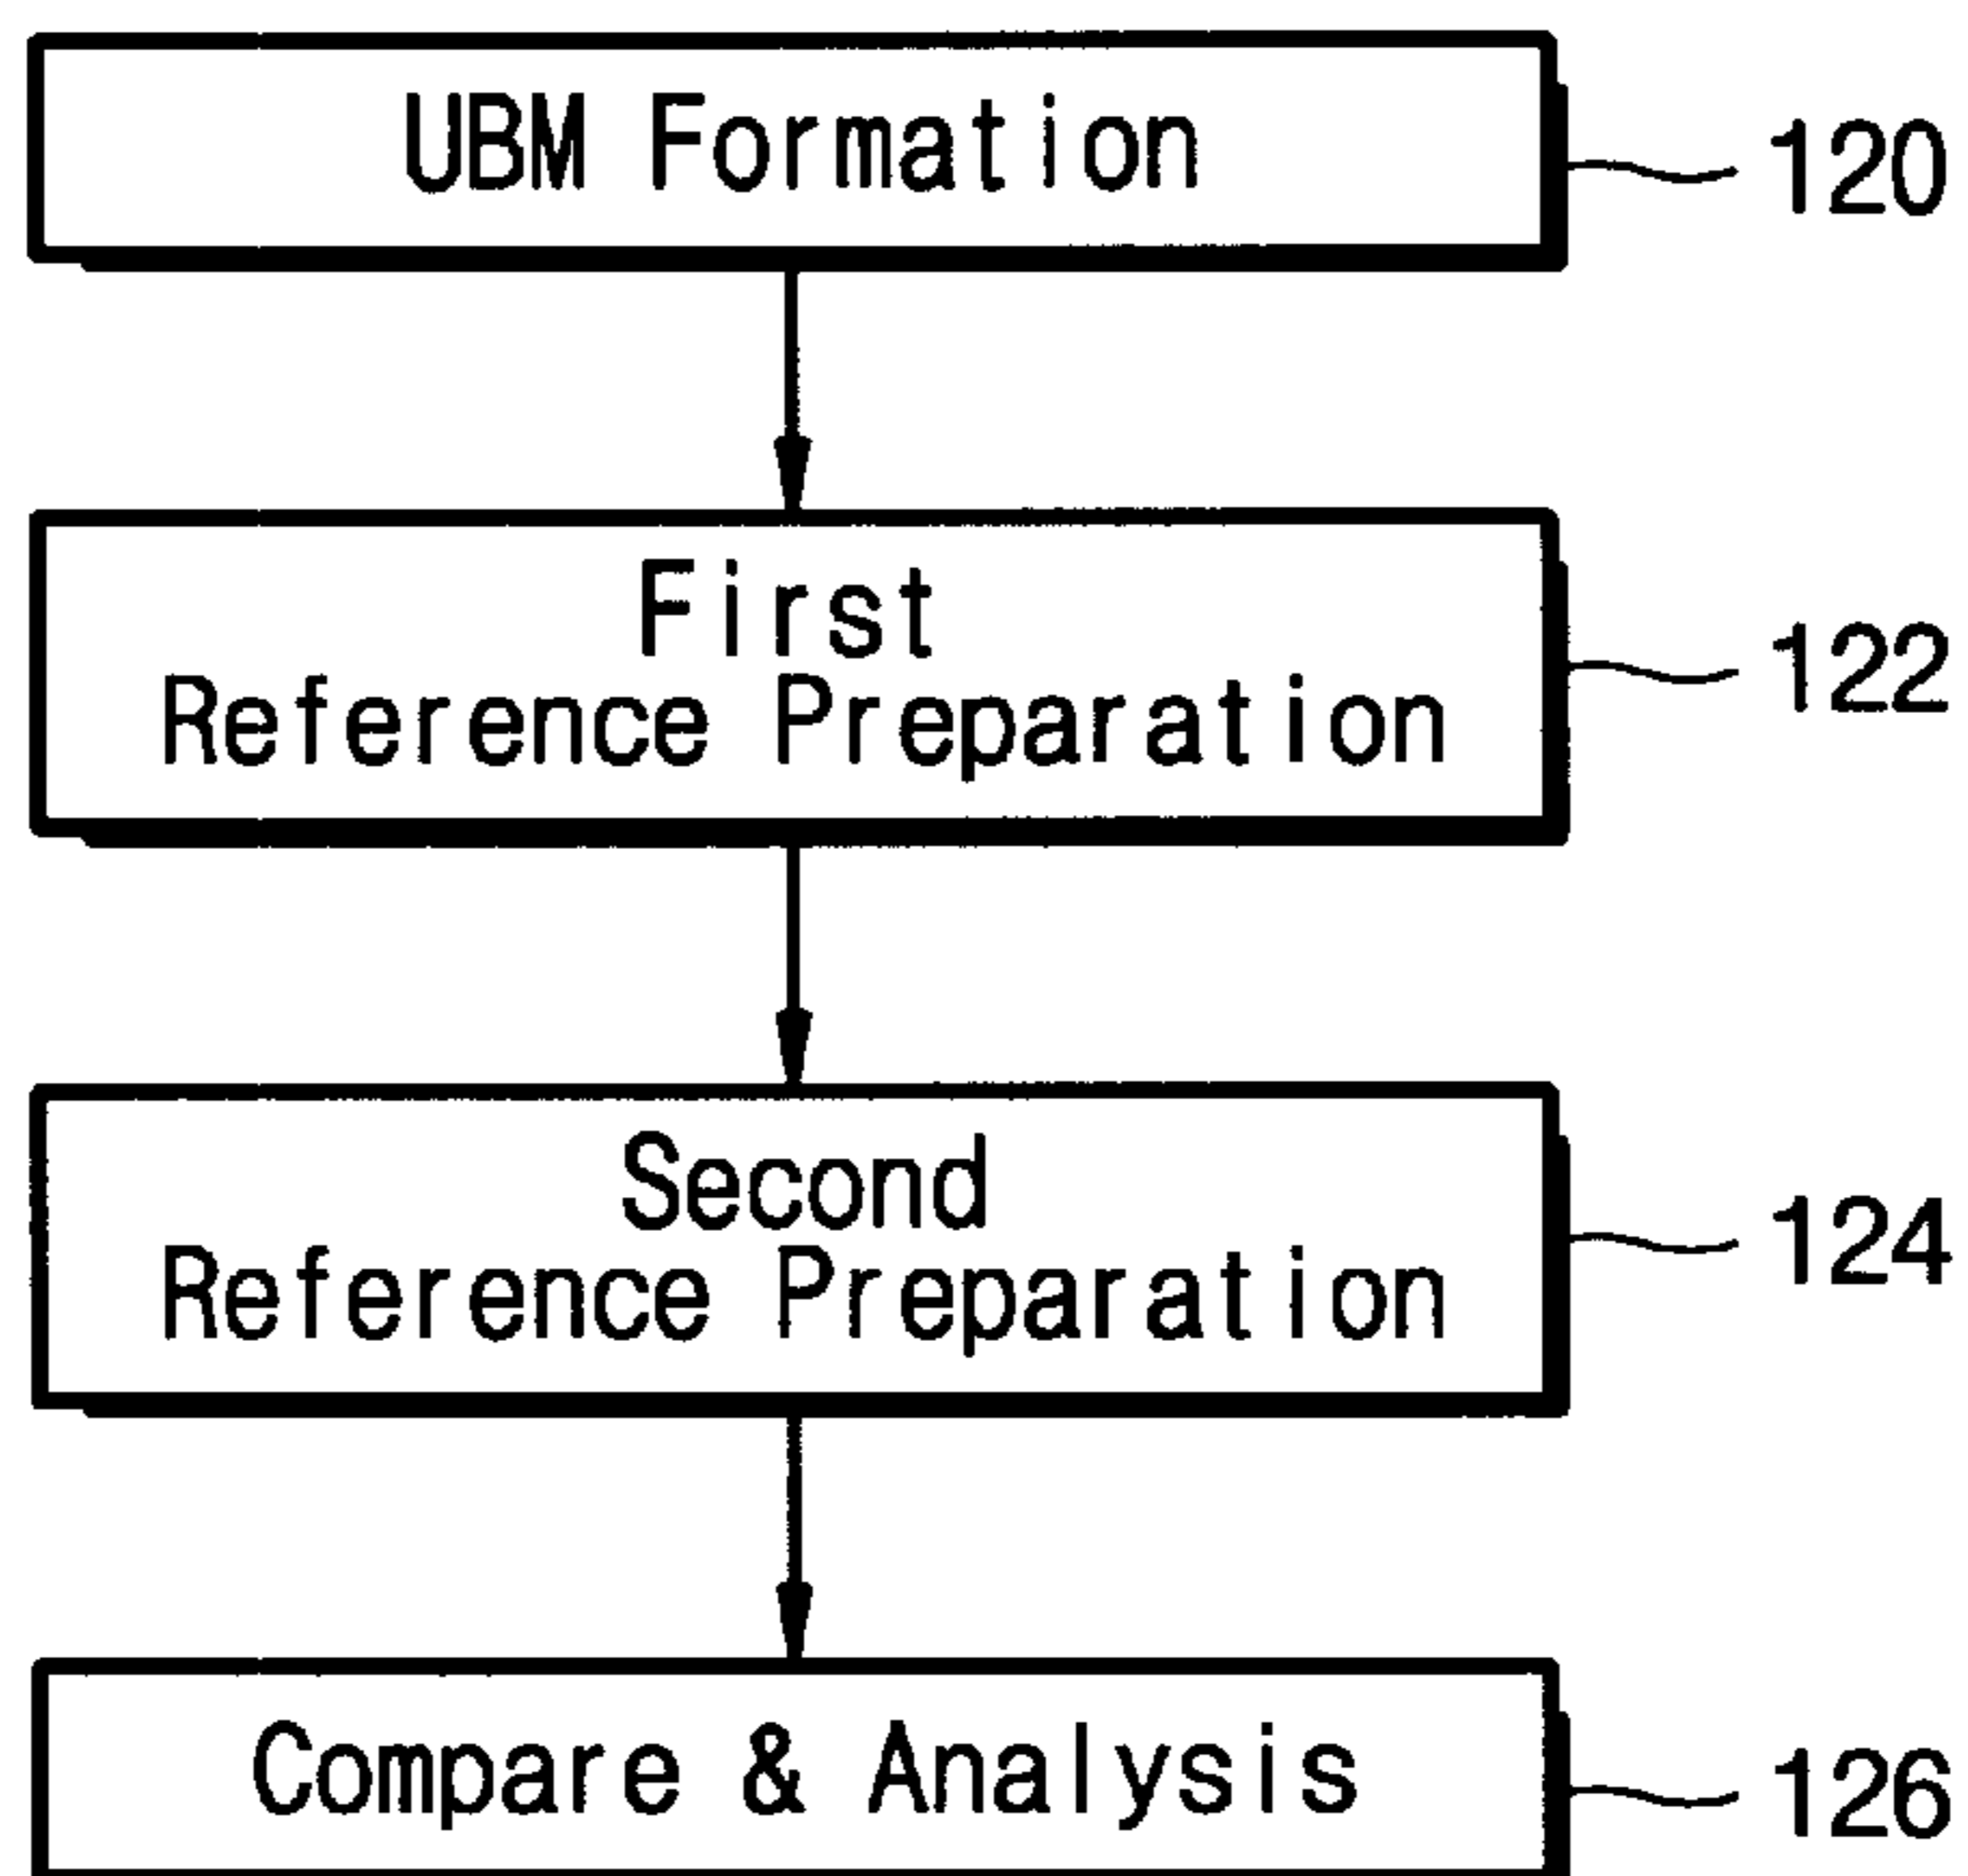 UBM Formation
120
First
Reference Preparation
122
Second
Reference Preparation
124
Compare & Analysis
126